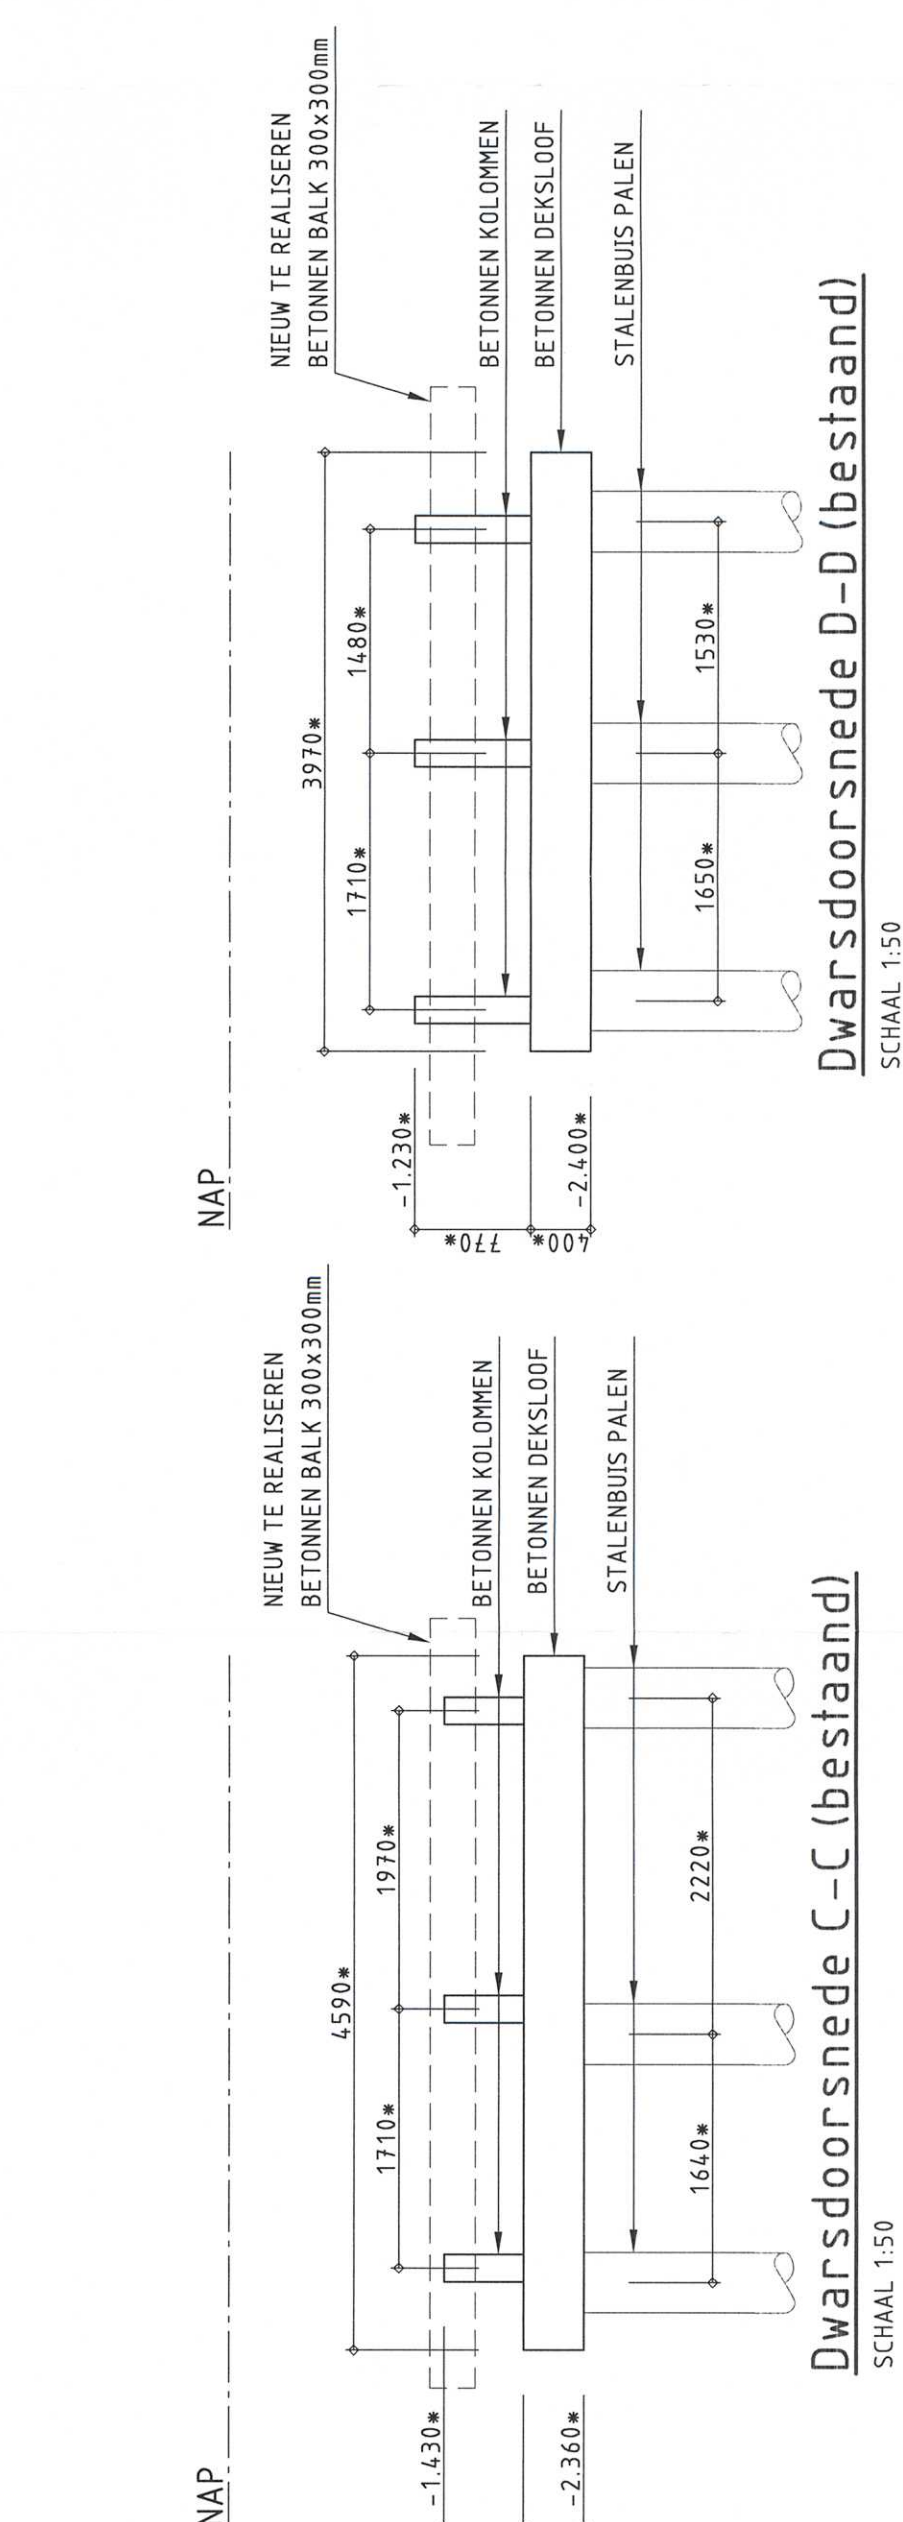 NAP
NIEUW TE REALISEREN
BETONNEN BALK 300x300mm
4590*
1710*
1970*
BETONNEN KOLOMMEN
BETONNEN DEKSLOOF
STALENBUIS PALEN
-1.430*
-2.360*
1640*
2220*
Dwarsdoorsnede C-C (bestaand)
SCHAAL 1:50
NAP
NIEUW TE REALISEREN
BETONNEN BALK 300x300mm
3970*
1710*
1480*
BETONNEN KOLOMMEN
BETONNEN DEKSLOOF
STALENBUIS PALEN
-1.230*
770*
400*
-2.400*
1650*
1530*
Dwarsdoorsnede D-D (bestaand)
SCHAAL 1:50